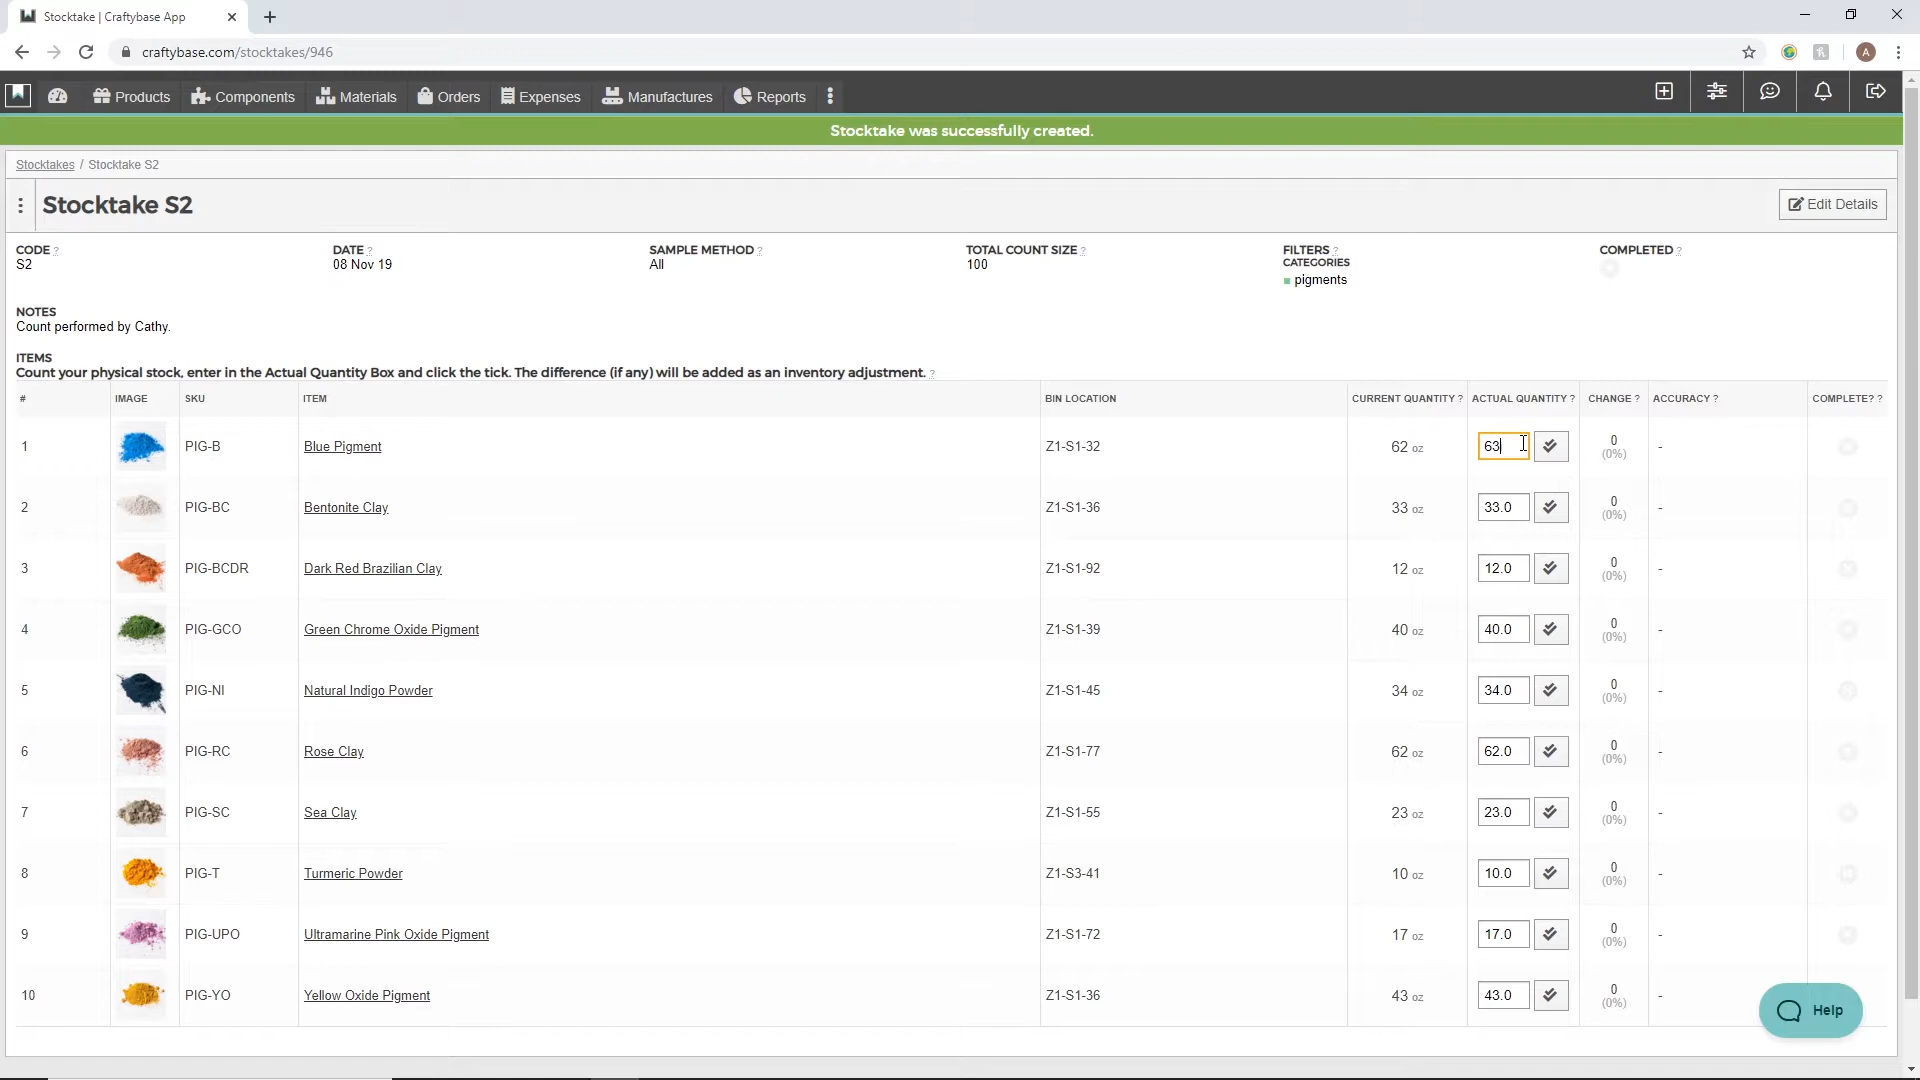 Stocktake | Craftybase App
craftybase.com/stocktakes/946
A
Products Components Materials Orders Expenses Manufactures Reports
Stocktake was successfully created.
Stocktakes / Stocktake S2
Stocktake S2
Edit Details
CODE ? DATE ? SAMPLE METHOD ? TOTAL COUNT SIZE ? FILTERS ? COMPLETED ?
S2 08 Nov 19 All 100 CATEGORIES
pigments
NOTES
Count performed by Cathy.
ITEMS
Count your physical stock, enter in the Actual Quantity Box and click the tick. The difference (if any) will be added as an inventory adjustment. ?
# IMAGE SKU ITEM BIN LOCATION CURRENT QUANTITY ? ACTUAL QUANTITY ? CHANGE ? ACCURACY ? COMPLETE? ?
1 PIG-B Blue Pigment Z1-S1-32 62 oz 63 0 (0%) -
2 PIG-BC Bentonite Clay Z1-S1-36 33 oz 33.0 0 (0%) -
3 PIG-BCDR Dark Red Brazilian Clay Z1-S1-92 12 oz 12.0 0 (0%) -
4 PIG-GCO Green Chrome Oxide Pigment Z1-S1-39 40 oz 40.0 0 (0%) -
5 PIG-NI Natural Indigo Powder Z1-S1-45 34 oz 34.0 0 (0%) -
6 PIG-RC Rose Clay Z1-S1-77 62 oz 62.0 0 (0%) -
7 PIG-SC Sea Clay Z1-S1-55 23 oz 23.0 0 (0%) -
8 PIG-T Turmeric Powder Z1-S3-41 10 oz 10.0 0 (0%) -
9 PIG-UPO Ultramarine Pink Oxide Pigment Z1-S1-72 17 oz 17.0 0 (0%) -
10 PIG-YO Yellow Oxide Pigment Z1-S1-36 43 oz 43.0 0 (0%) -
Help